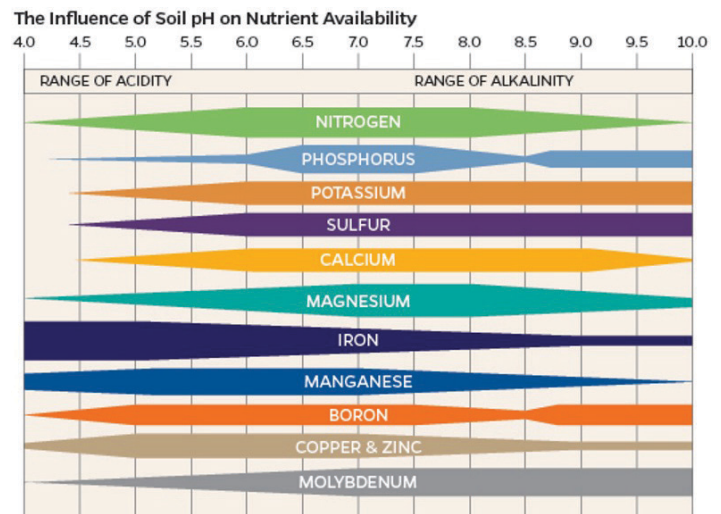 The Influence of Soil pH on Nutrient Availability
4.0 4.5 5.0 5.5 6.0 6.5 7.0 7.5 8.0 8.5 9.0 9.5 10.0
RANGE OF ACIDITY RANGE OF ALKALINITY
NITROGEN
PHOSPHORUS
POTASSIUM
SULFUR
CALCIUM
MAGNESIUM
IRON
MANGANESE
BORON
COPPER & ZINC
MOLYBDENUM